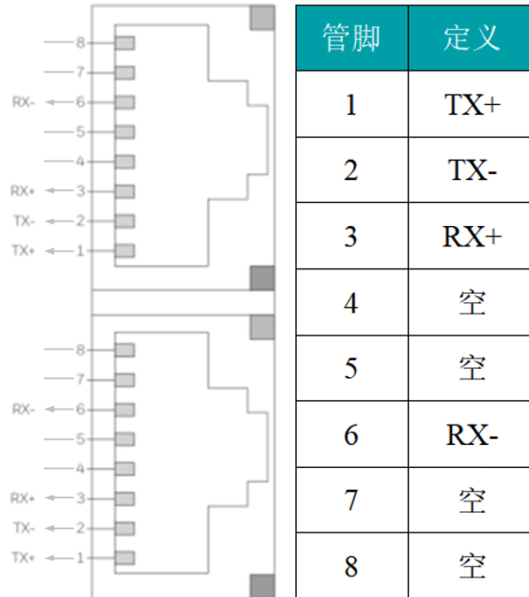 8
7
RX- 6
5
4
RX+ 3
TX- 2
TX+ 1
8
7
RX- 6
5
4
RX+ 3
TX- 2
TX+ 1
管脚 定义
1 TX+
2 TX-
3 RX+
4 空
5 空
6 RX-
7 空
8 空